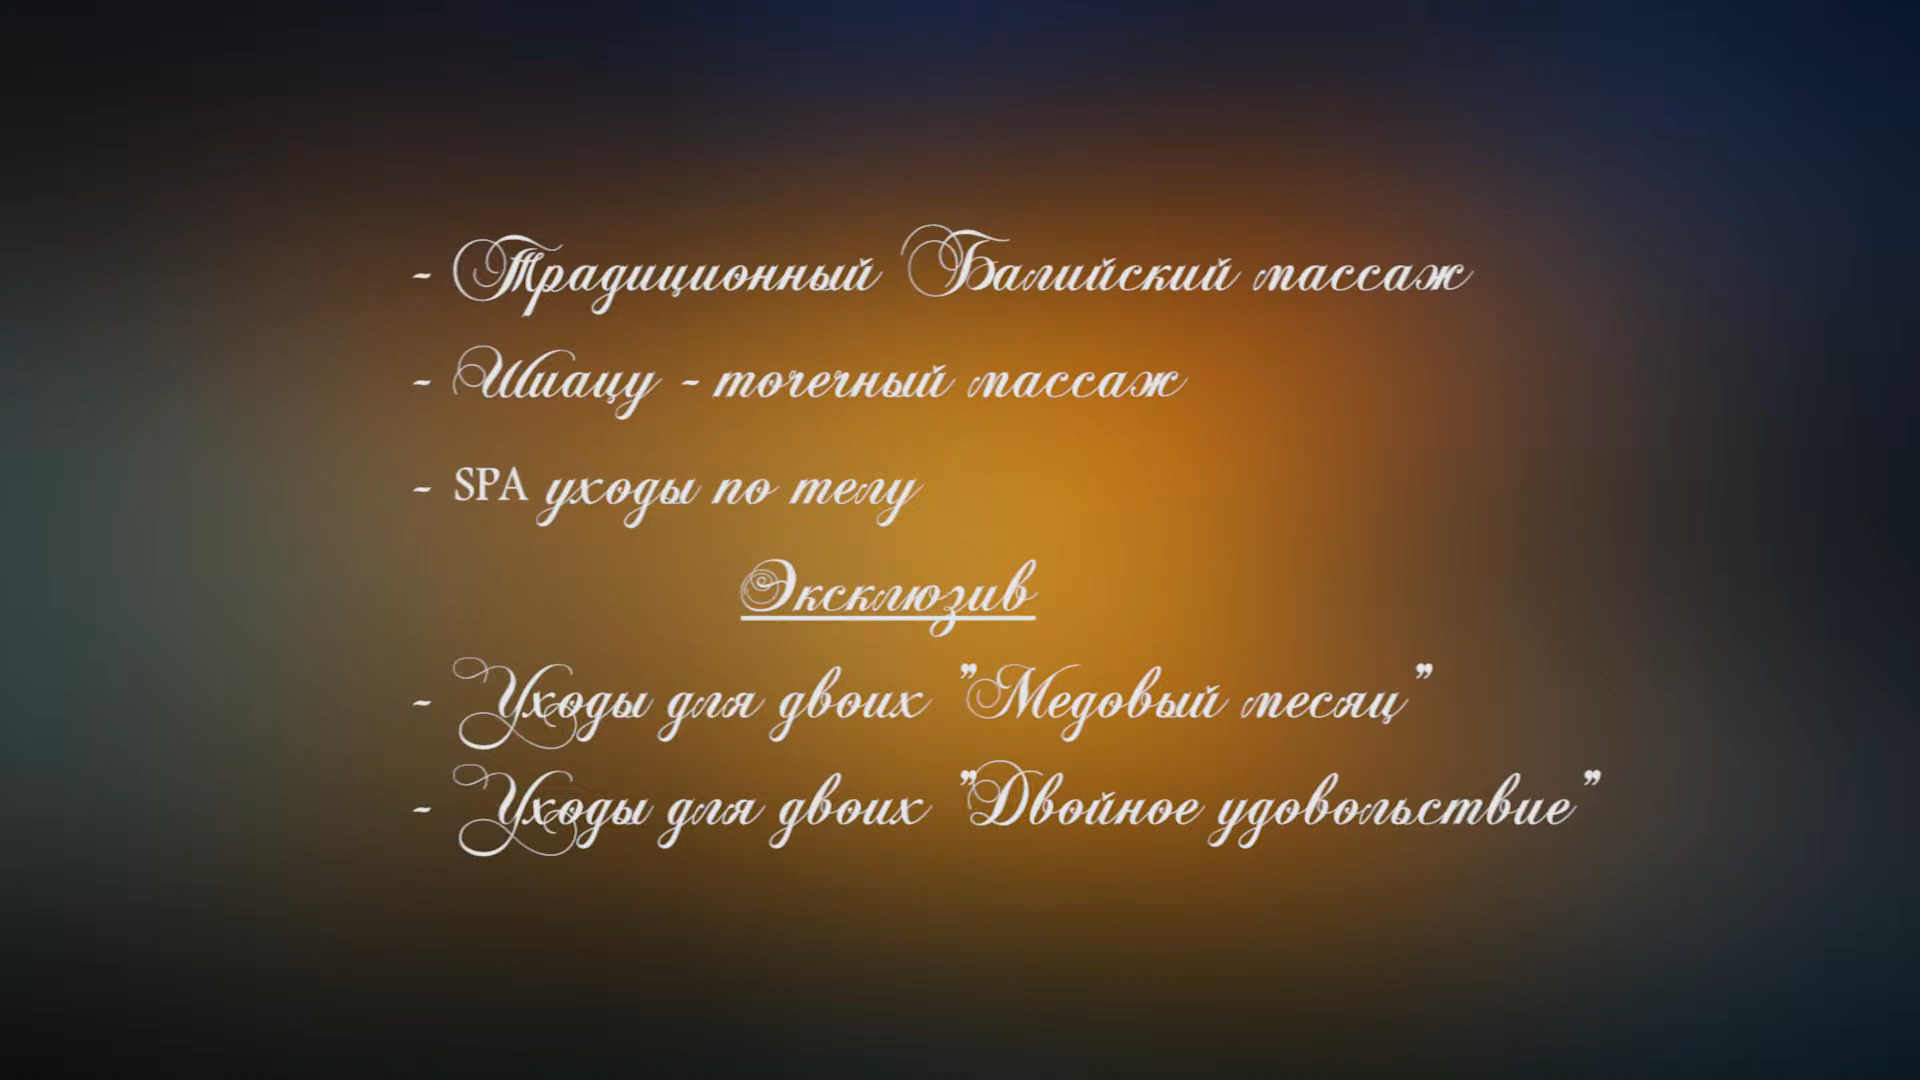 - Традиционный Балийский массаж
- Шиацу - точечный массаж
- SPA уходы по телу
Эксклюзив
- Уходы для двоих "Медовый месяц"
- Уходы для двоих "Двойное удовольствие"